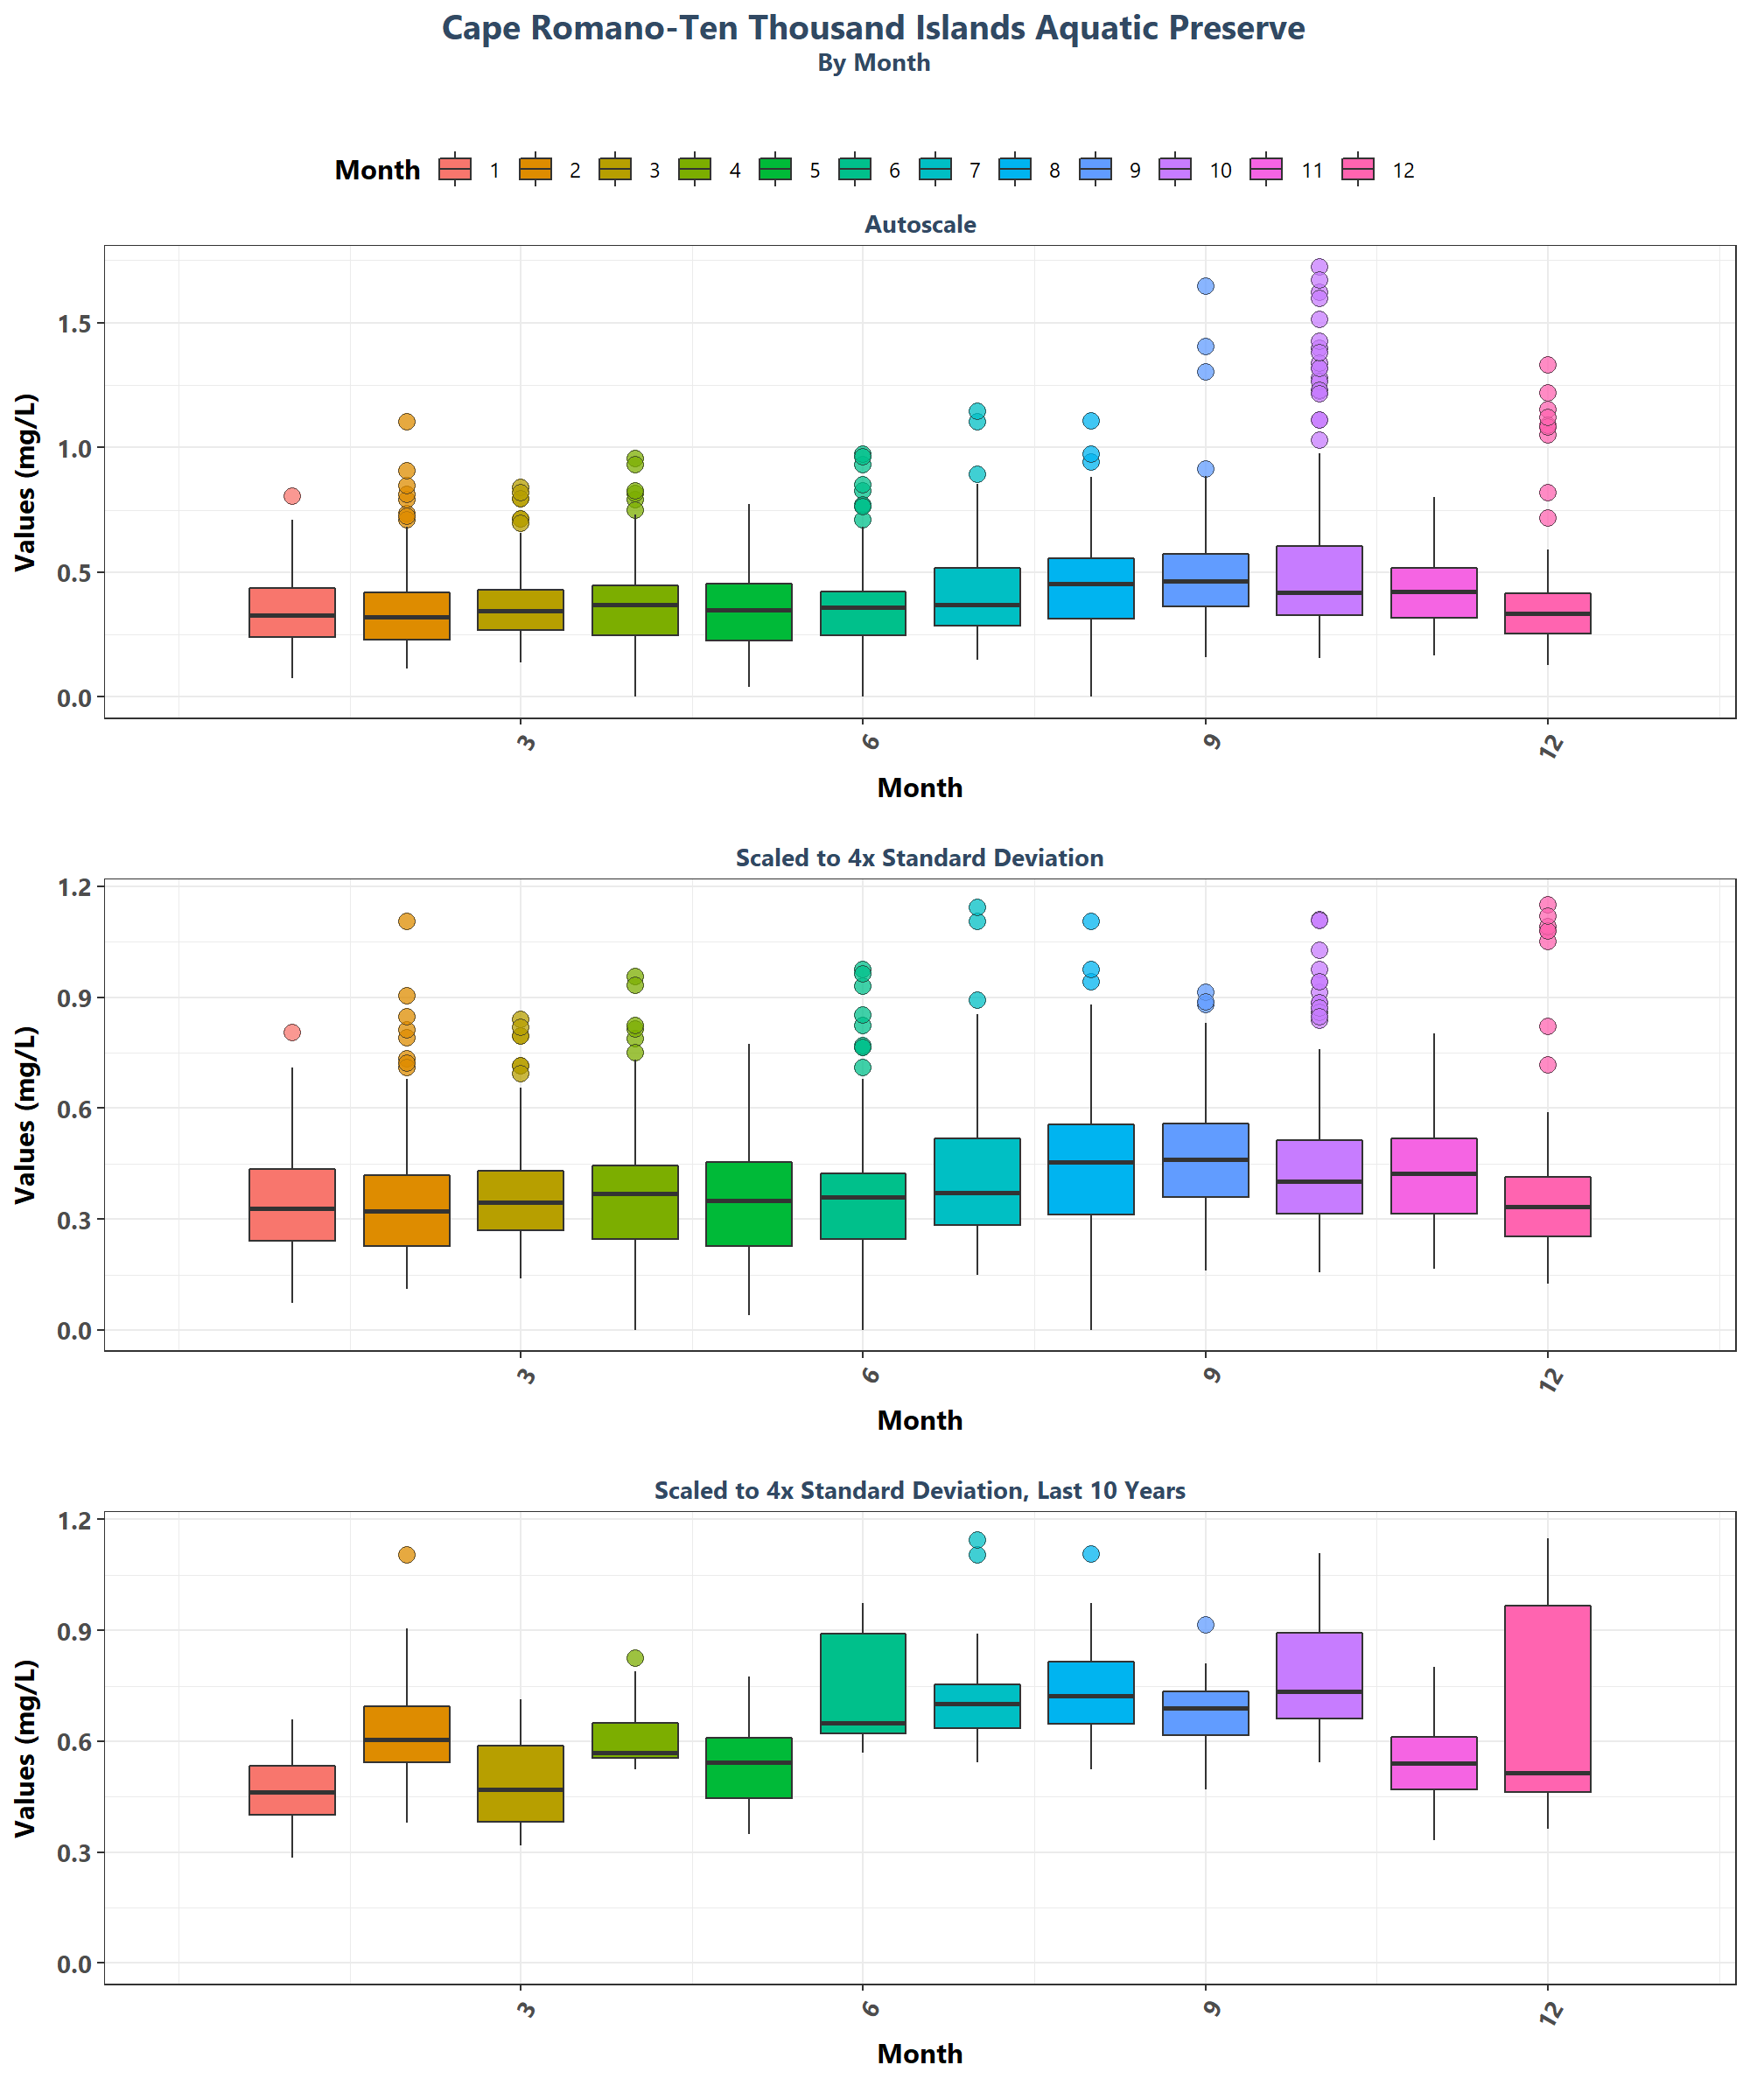 Cape Romano-Ten Thousand Islands Aquatic Preserve
By Month
Month 1 2 3 4 5 6 7 8 9 10 11 12
Autoscale
Values (mg/L)
1.5
1.0
0.5
0.0
3 6 9 12
Month
Scaled to 4x Standard Deviation
Values (mg/L)
1.2
0.9
0.6
0.3
0.0
3 6 9 12
Month
Scaled to 4x Standard Deviation, Last 10 Years
Values (mg/L)
1.2
0.9
0.6
0.3
0.0
3 6 9 12
Month